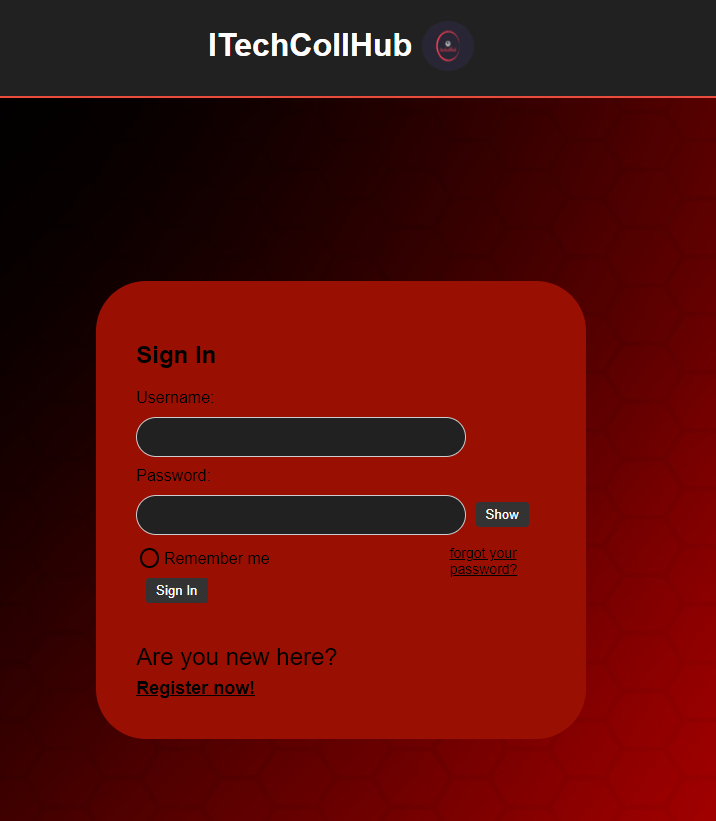 ITechCollHub
Sign In
Username:
Password:
Show
Remember me
forgot your
password?
Sign In
Are you new here?
Register now!